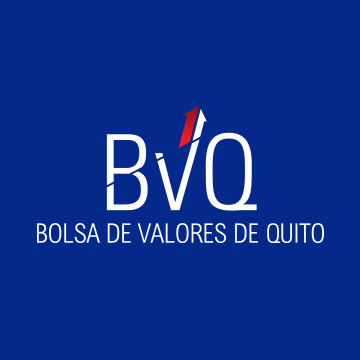 BVQ
BOLSA DE VALORES DE QUITO